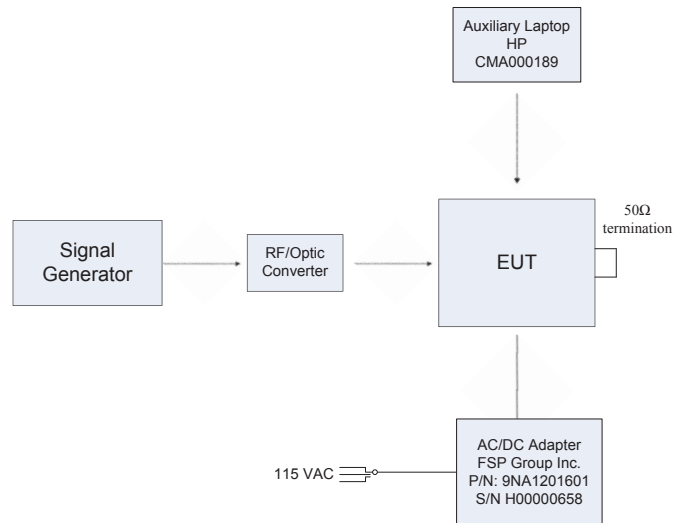 Auxiliary Laptop
HP
CMA000189
50Ω
termination
Signal
Generator
RF/Optic
Converter
EUT
AC/DC Adapter
FSP Group Inc.
P/N: 9NA1201601
S/N H00000658
115 VAC